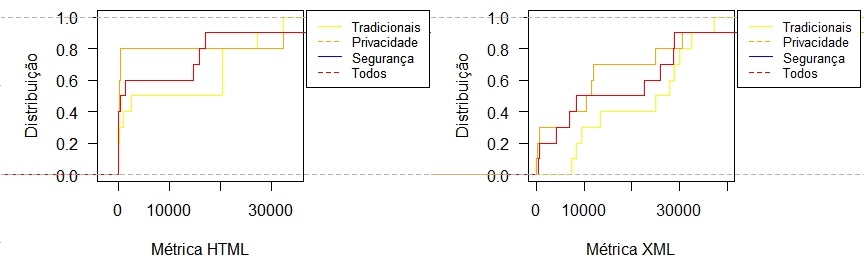 Distribuição
1.0
0.8
0.6
0.4
0.2
0.0
0 10000 30000
Métrica HTML
Tradicionais
Privacidade
Segurança
Todos
Distribuição
1.0
0.8
0.6
0.4
0.2
0.0
0 10000 30000
Métrica XML
Tradicionais
Privacidade
Segurança
Todos